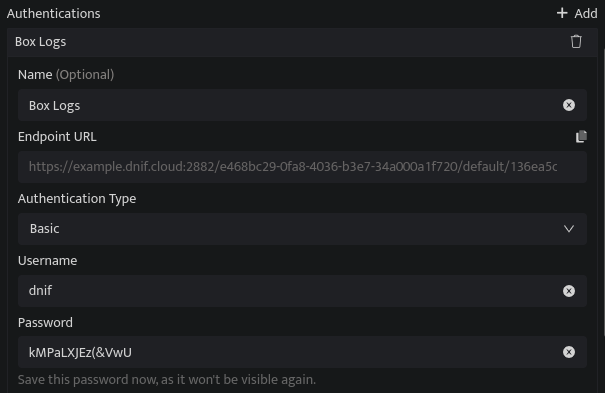 Authentications
+ Add
Box Logs
Name (Optional)
Box Logs
Endpoint URL
https://example.dnif.cloud:2882/e468bc29-0fa8-4036-b3e7-34a000a1f720/default/136ea5c
Authentication Type
Basic
Username
dnif
Password
kMPaLXJEz(&VwU
Save this password now, as it won't be visible again.